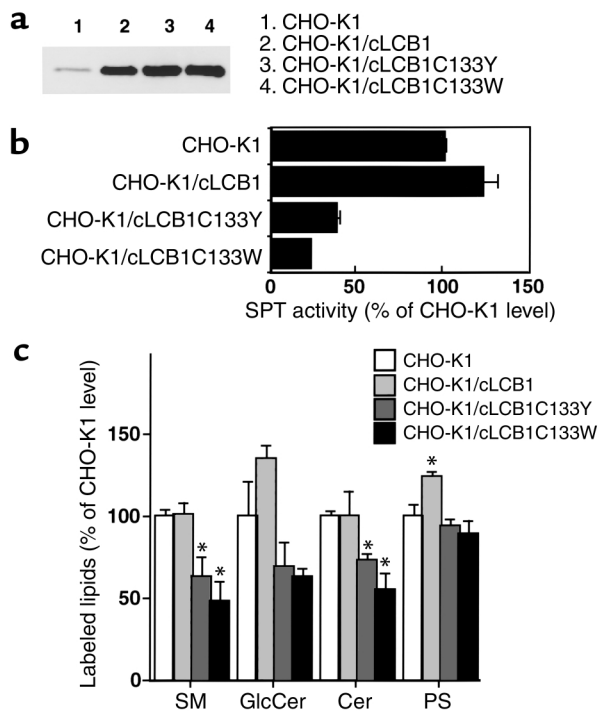 a
1 2 3 4
1. CHO-K1
2. CHO-K1/cLCB1
3. CHO-K1/cLCB1C133Y
4. CHO-K1/cLCB1C133W
b
CHO-K1
CHO-K1/cLCB1
CHO-K1/cLCB1C133Y
CHO-K1/cLCB1C133W
0 50 100 150
SPT activity (% of CHO-K1 level)
c
CHO-K1
CHO-K1/cLCB1
CHO-K1/cLCB1C133Y
CHO-K1/cLCB1C133W
Labeled lipids (% of CHO-K1 level)
150
100
50
0
*
*
*
*
*
SM GlcCer Cer PS